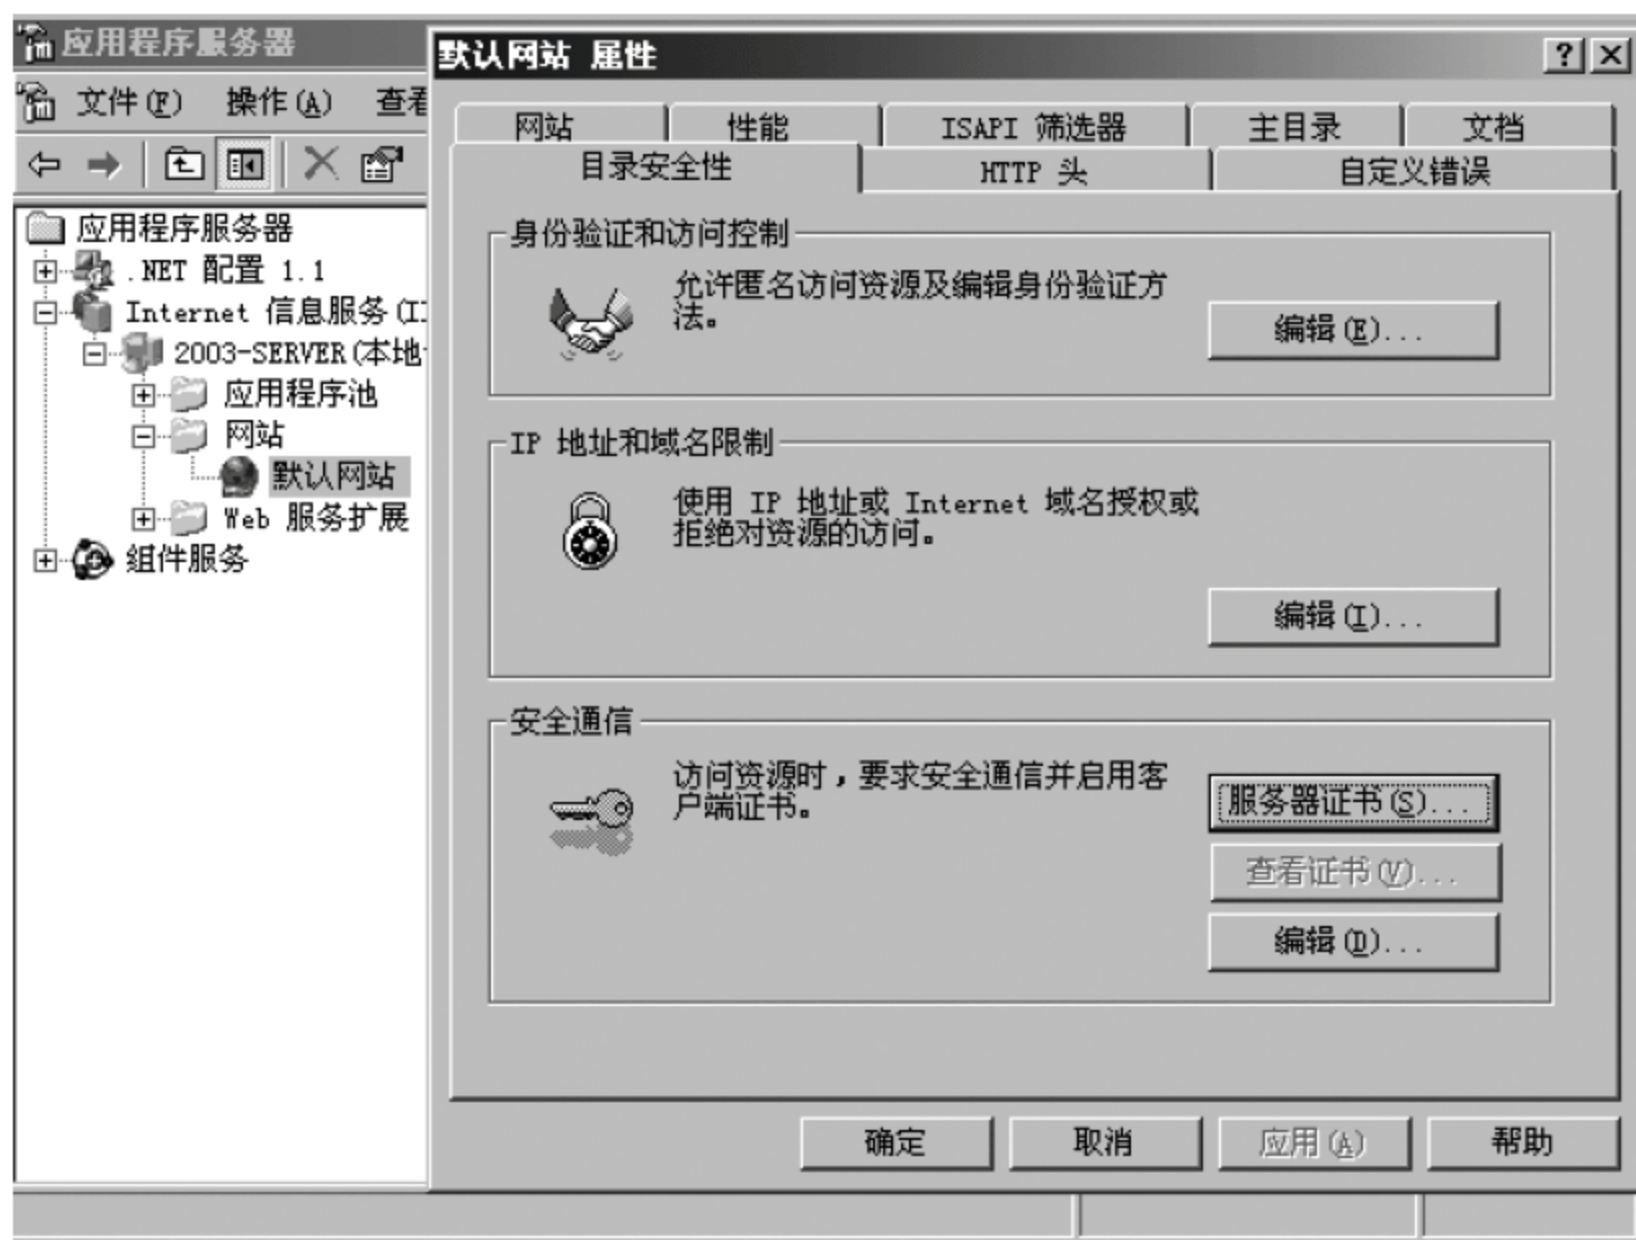 应用程序服务器
文件(F) 操作(A) 查看
应用程序服务器
.NET 配置 1.1
Internet 信息服务(I
2003-SERVER(本地
应用程序池
网站
默认网站
Web 服务扩展
组件服务
默认网站 属性
网站 性能 ISAPI 筛选器 主目录 文档
目录安全性 HTTP 头 自定义错误
身份验证和访问控制
允许匿名访问资源及编辑身份验证方
法。
编辑(E)...
IP 地址和域名限制
使用 IP 地址或 Internet 域名授权或
拒绝对资源的访问。
编辑(I)...
安全通信
访问资源时，要求安全通信并启用客
户端证书。
服务器证书(S)...
查看证书(V)...
编辑(D)...
确定 取消 应用(A) 帮助